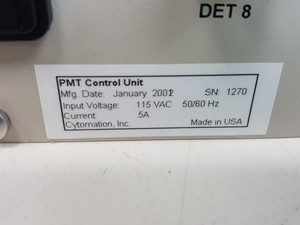 DET 8
PMT Control Unit
Mfg. Date: January 2002 SN: 1270
Input Voltage: 115 VAC 50/60 Hz
Current: .5A
Cytomation, Inc. Made in USA